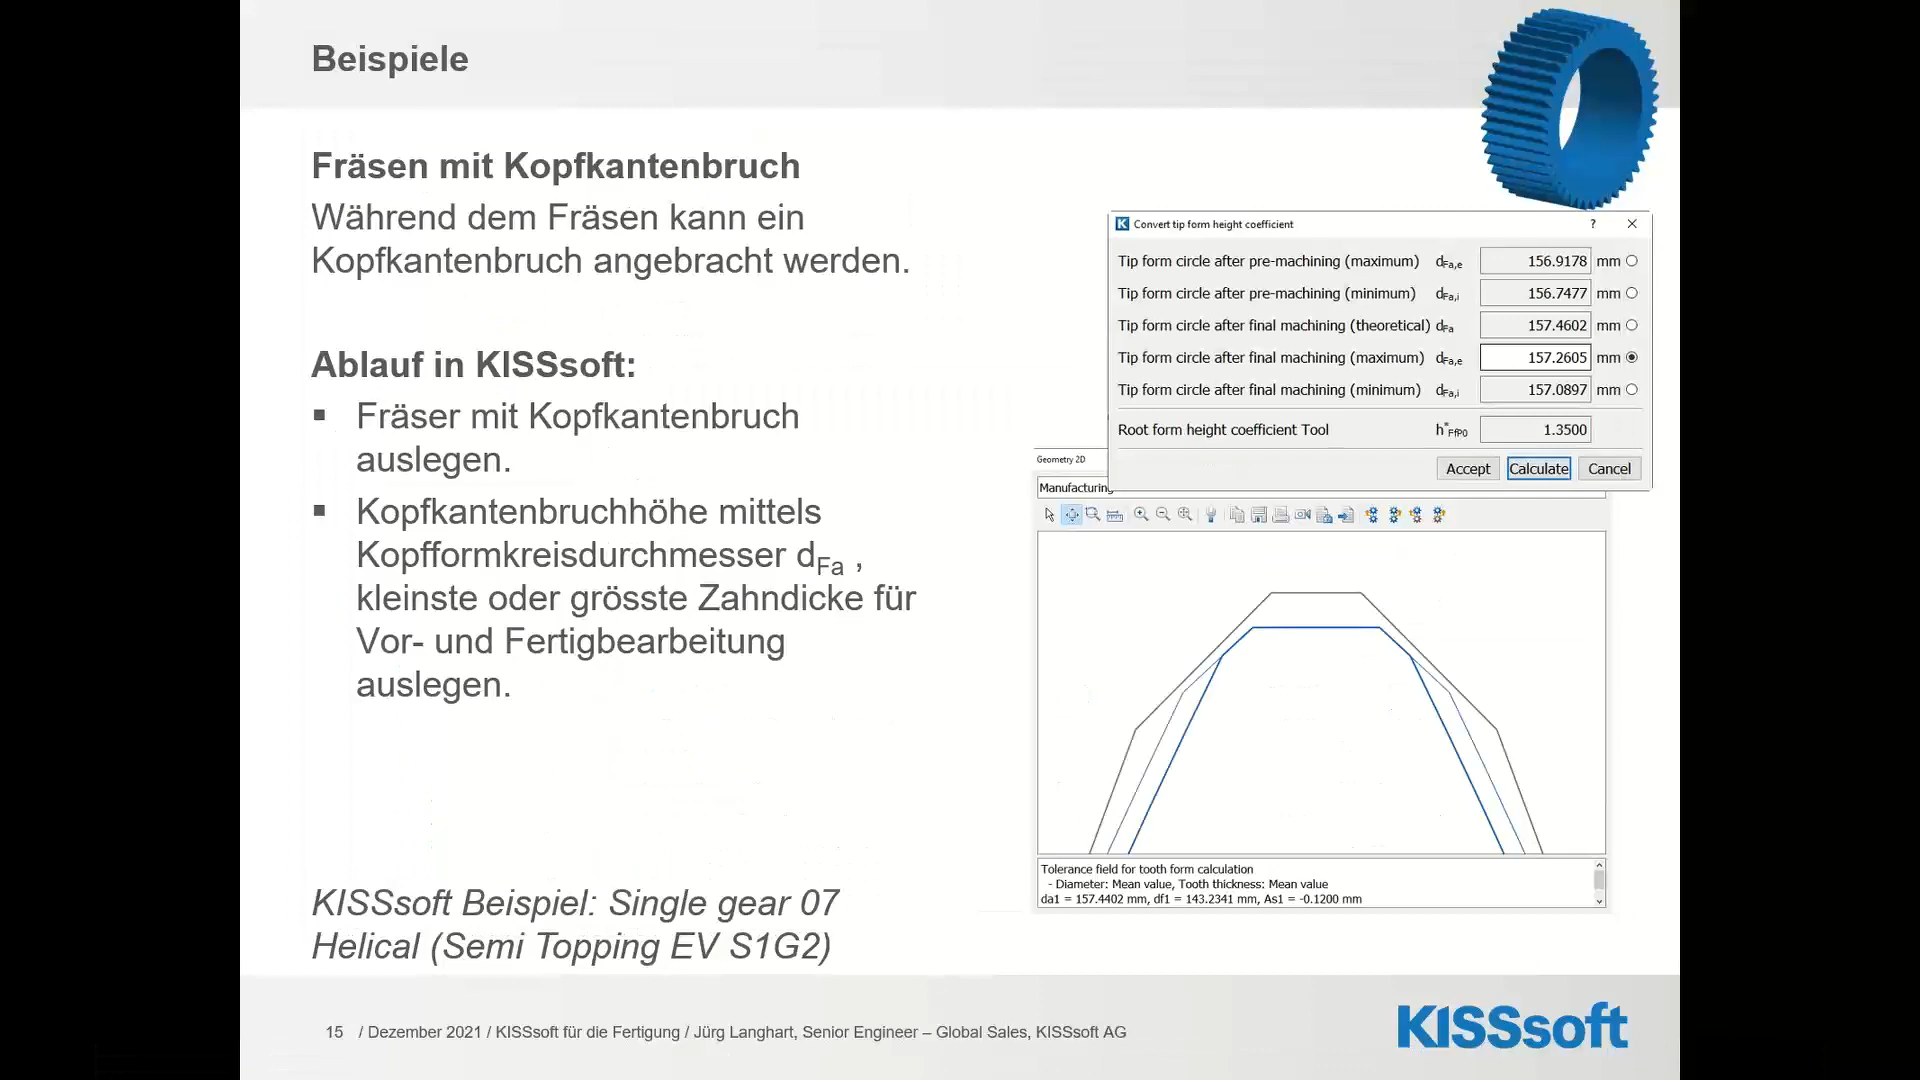 Beispiele
Fräsen mit Kopfkantenbruch
Während dem Fräsen kann ein
Kopfkantenbruch angebracht werden.
Ablauf in KISSsoft:
▪ Fräser mit Kopfkantenbruch
auslegen.
▪ Kopfkantenbruchhöhe mittels
Kopfformkreisdurchmesser dFa ,
kleinste oder grösste Zahndicke für
Vor- und Fertigbearbeitung
auslegen.
KISSsoft Beispiel: Single gear 07
Helical (Semi Topping EV S1G2)
K Convert tip form height coefficient ? ×
Tip form circle after pre-machining (maximum) dFa,e 156.9178 mm
Tip form circle after pre-machining (minimum) dFa,i 156.7477 mm
Tip form circle after final machining (theoretical) dFa 157.4602 mm
Tip form circle after final machining (maximum) dFa,e 157.2605 mm
Tip form circle after final machining (minimum) dFa,i 157.0897 mm
Root form height coefficient Tool h*FfP0 1.3500
Accept Calculate Cancel
Geometry 2D
Manufacturing
Tolerance field for tooth form calculation
- Diameter: Mean value, Tooth thickness: Mean value
da1 = 157.4402 mm, df1 = 143.2341 mm, As1 = -0.1200 mm
15 / Dezember 2021 / KISSsoft für die Fertigung / Jürg Langhart, Senior Engineer – Global Sales, KISSsoft AG
KISSsoft